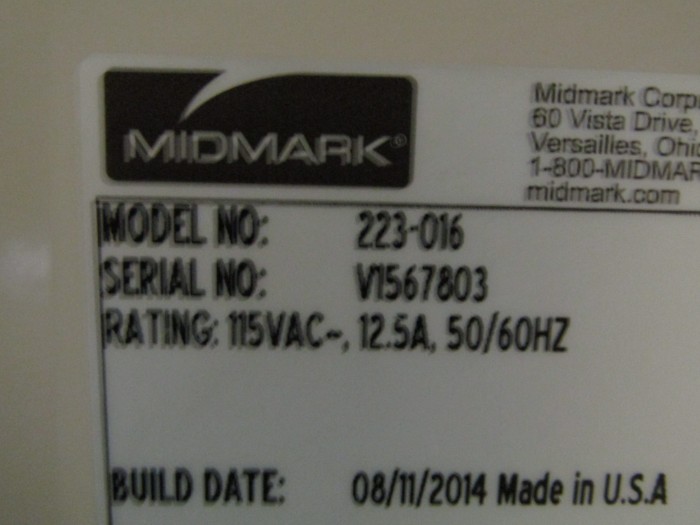 MIDMARK®
Midmark Corp
60 Vista Drive
Versailles, Ohio
1-800-MIDMAR
midmark.com
MODEL NO: 223-016
SERIAL NO: V1567803
RATING: 115VAC~, 12.5A, 50/60HZ
BUILD DATE: 08/11/2014 Made in U.S.A